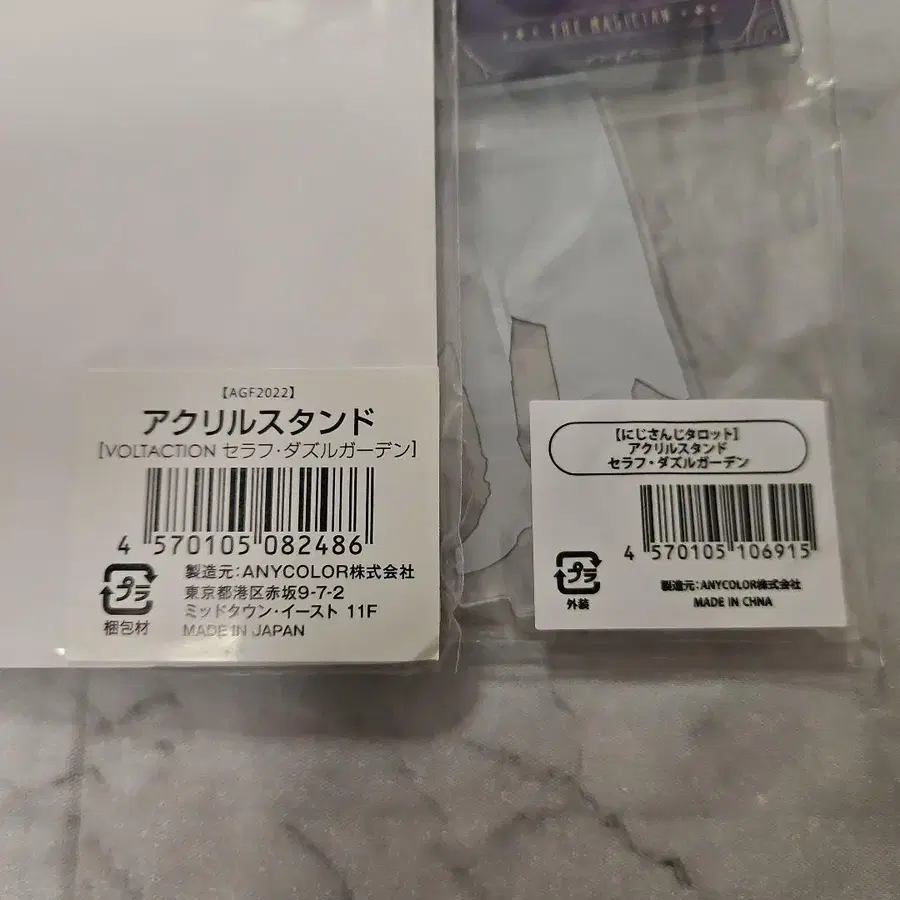 THE MAGICIAN
【AGF2022】
アクリルスタンド
[VOLTACTION セラフ・ダズルガーデン]
4 570105 082486
プラ
梱包材
製造元:ANYCOLOR株式会社
東京都港区赤坂9-7-2
ミッドタウン・イースト 11F
MADE IN JAPAN
【にじさんじタロット】
アクリルスタンド
セラフ・ダズルガーデン
4 570105 106915
プラ
外装
製造元:ANYCOLOR株式会社
MADE IN CHNA